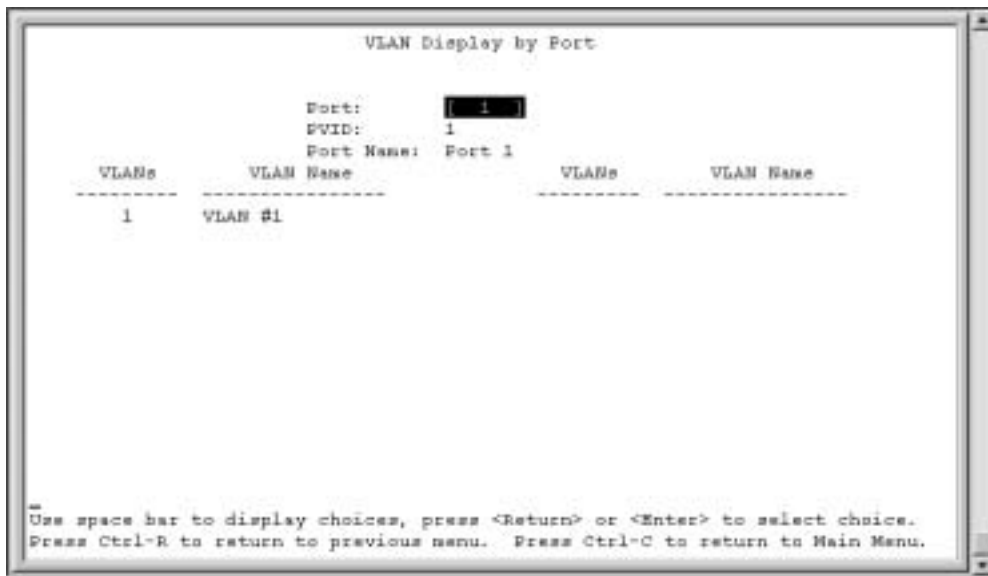 VLAN Display by Port
Port: [ 1 ]
PVID: 1
Port Name: Port 1
VLANs VLAN Name VLANs VLAN Name
--------- ---------------- --------- ----------------
1 VLAN #1
Use space bar to display choices, press <Return> or <Enter> to select choice.
Press Ctrl-R to return to previous menu. Press Ctrl-C to return to Main Menu.